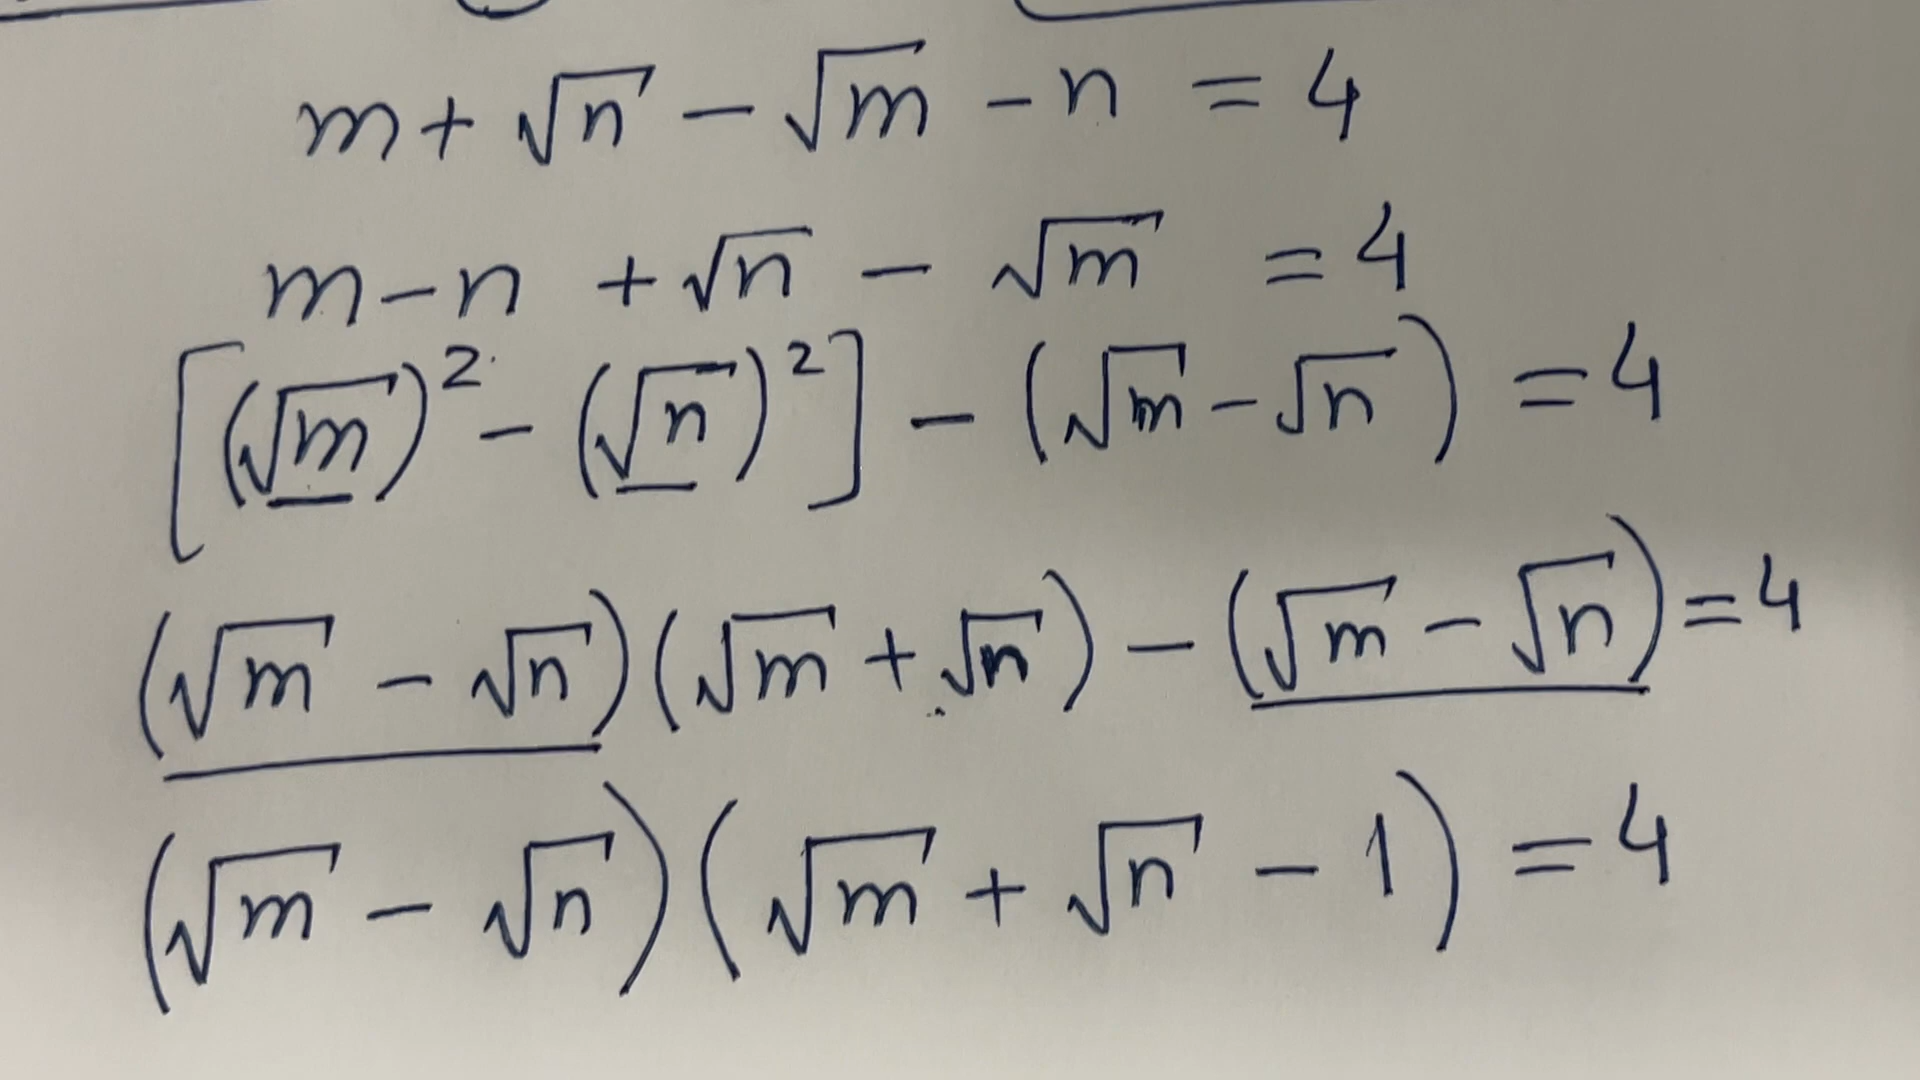 m + √n - √m - n = 4
m - n + √n - √m = 4
[(√m)² - (√n)²] - (√m - √n) = 4
(√m - √n)(√m + √n) - (√m - √n) = 4
(√m - √n)(√m + √n - 1) = 4